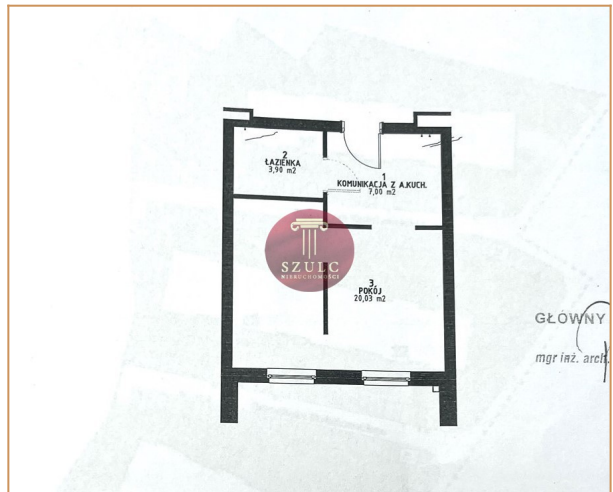 2
ŁAZIENKA
3,90 m2
1
KOMUNIKACJA Z A.KUCH.
7,00 m2
SZULC
NIERUCHOMOŚCI
3
POKÓJ
20,03 m2
GŁÓWNY
mgr inż. arch.